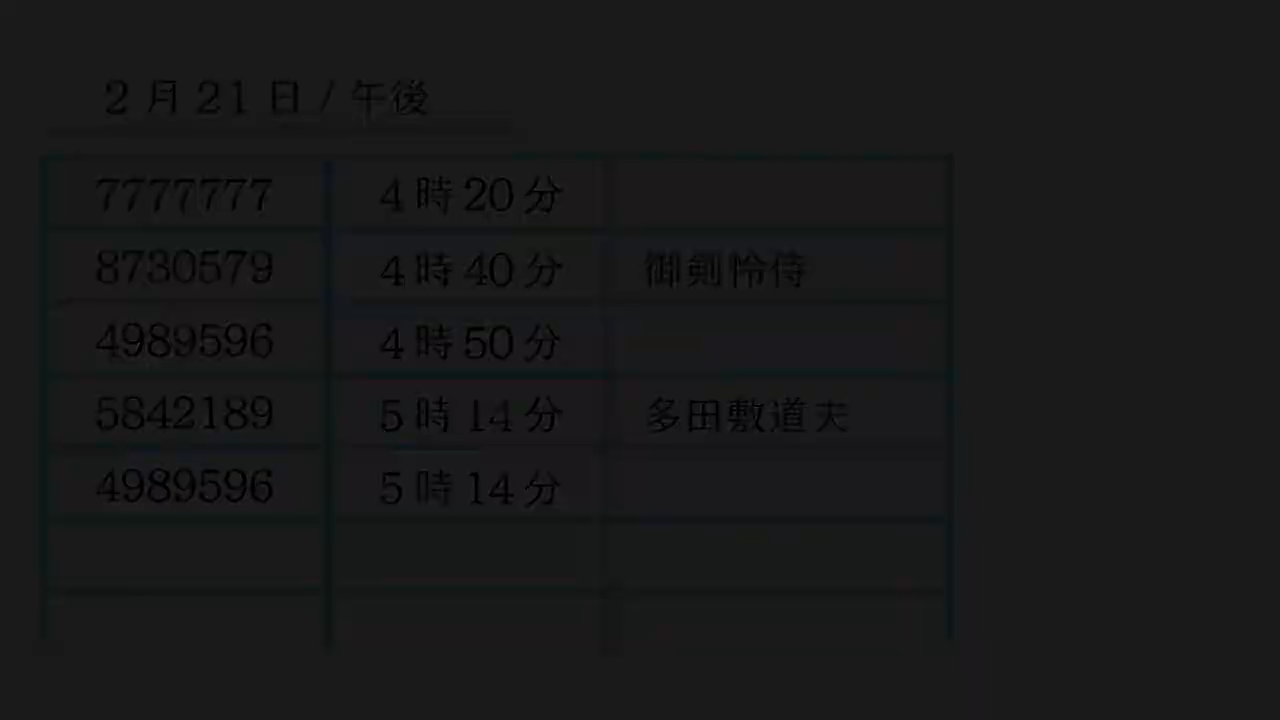 2月21日/午後
7777777 4時20分
8730579 4時40分 御剣怜侍
4989596 4時50分
5842189 5時14分 多田敷道夫
4989596 5時14分